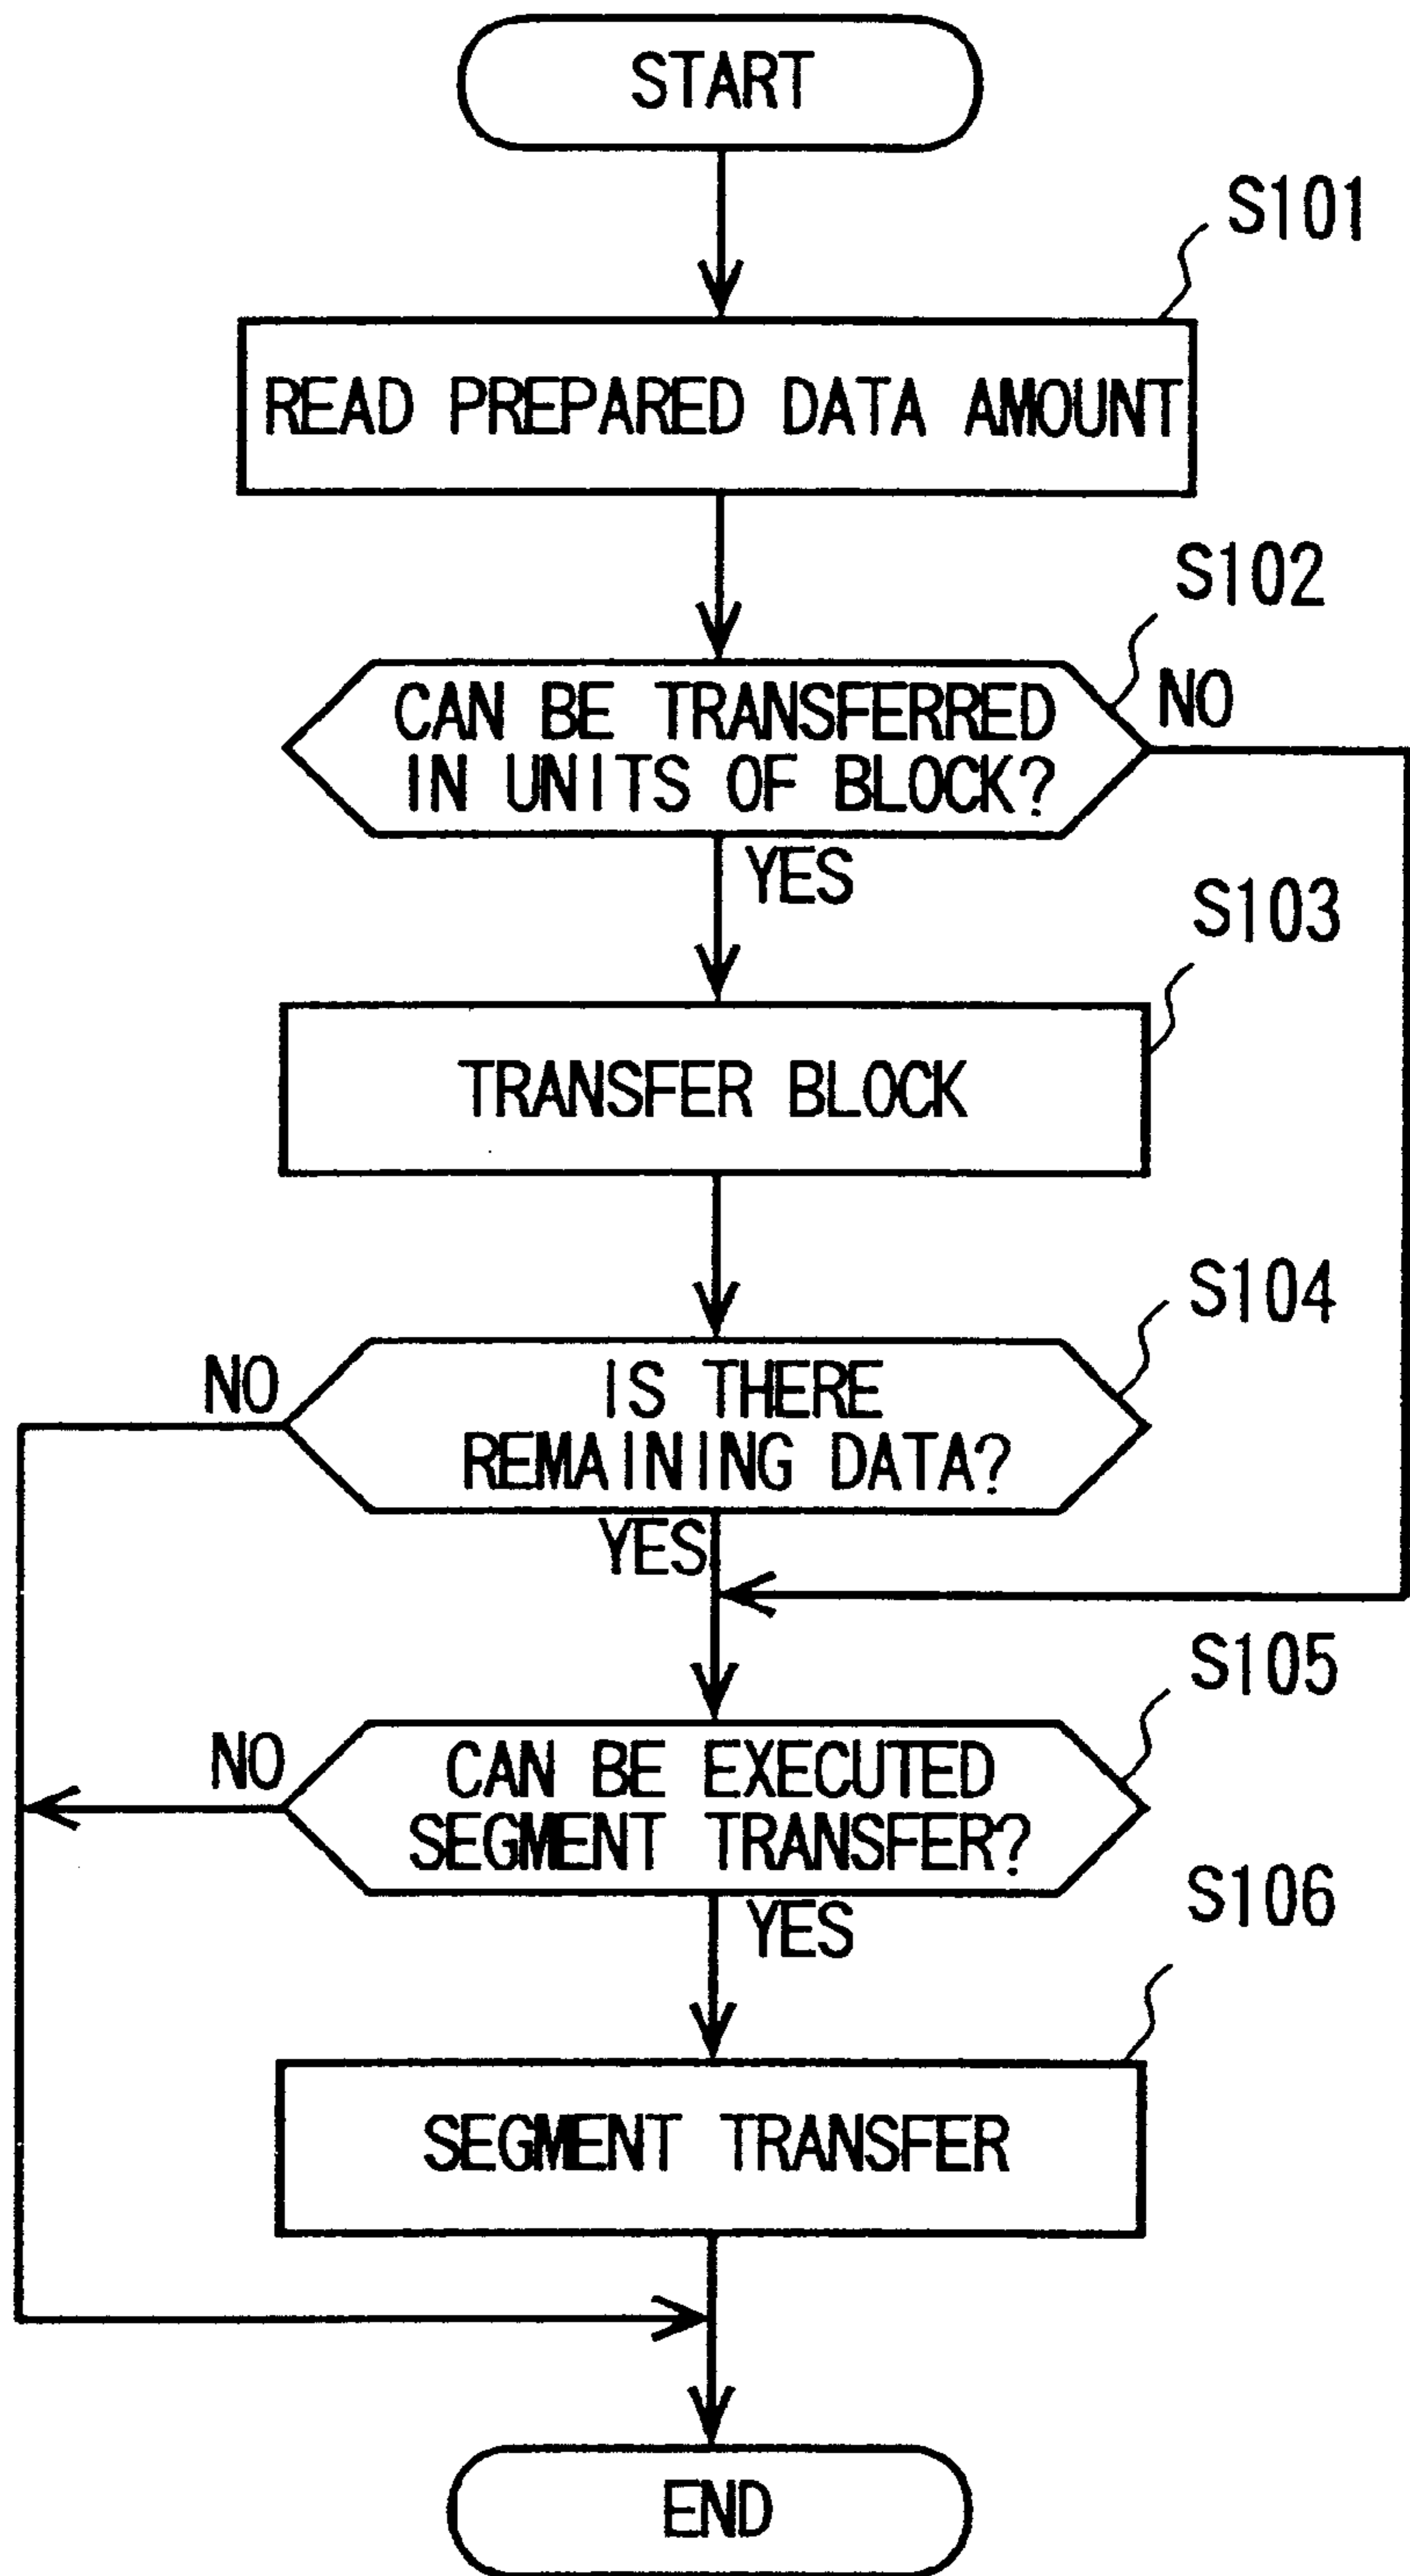 START
S101
READ PREPARED DATA AMOUNT
S102
CAN BE TRANSFERRED
IN UNITS OF BLOCK?
NO
YES
S103
TRANSFER BLOCK
S104
NO
IS THERE
REMAINING DATA?
YES
S105
NO
CAN BE EXECUTED
SEGMENT TRANSFER?
YES
S106
SEGMENT TRANSFER
END